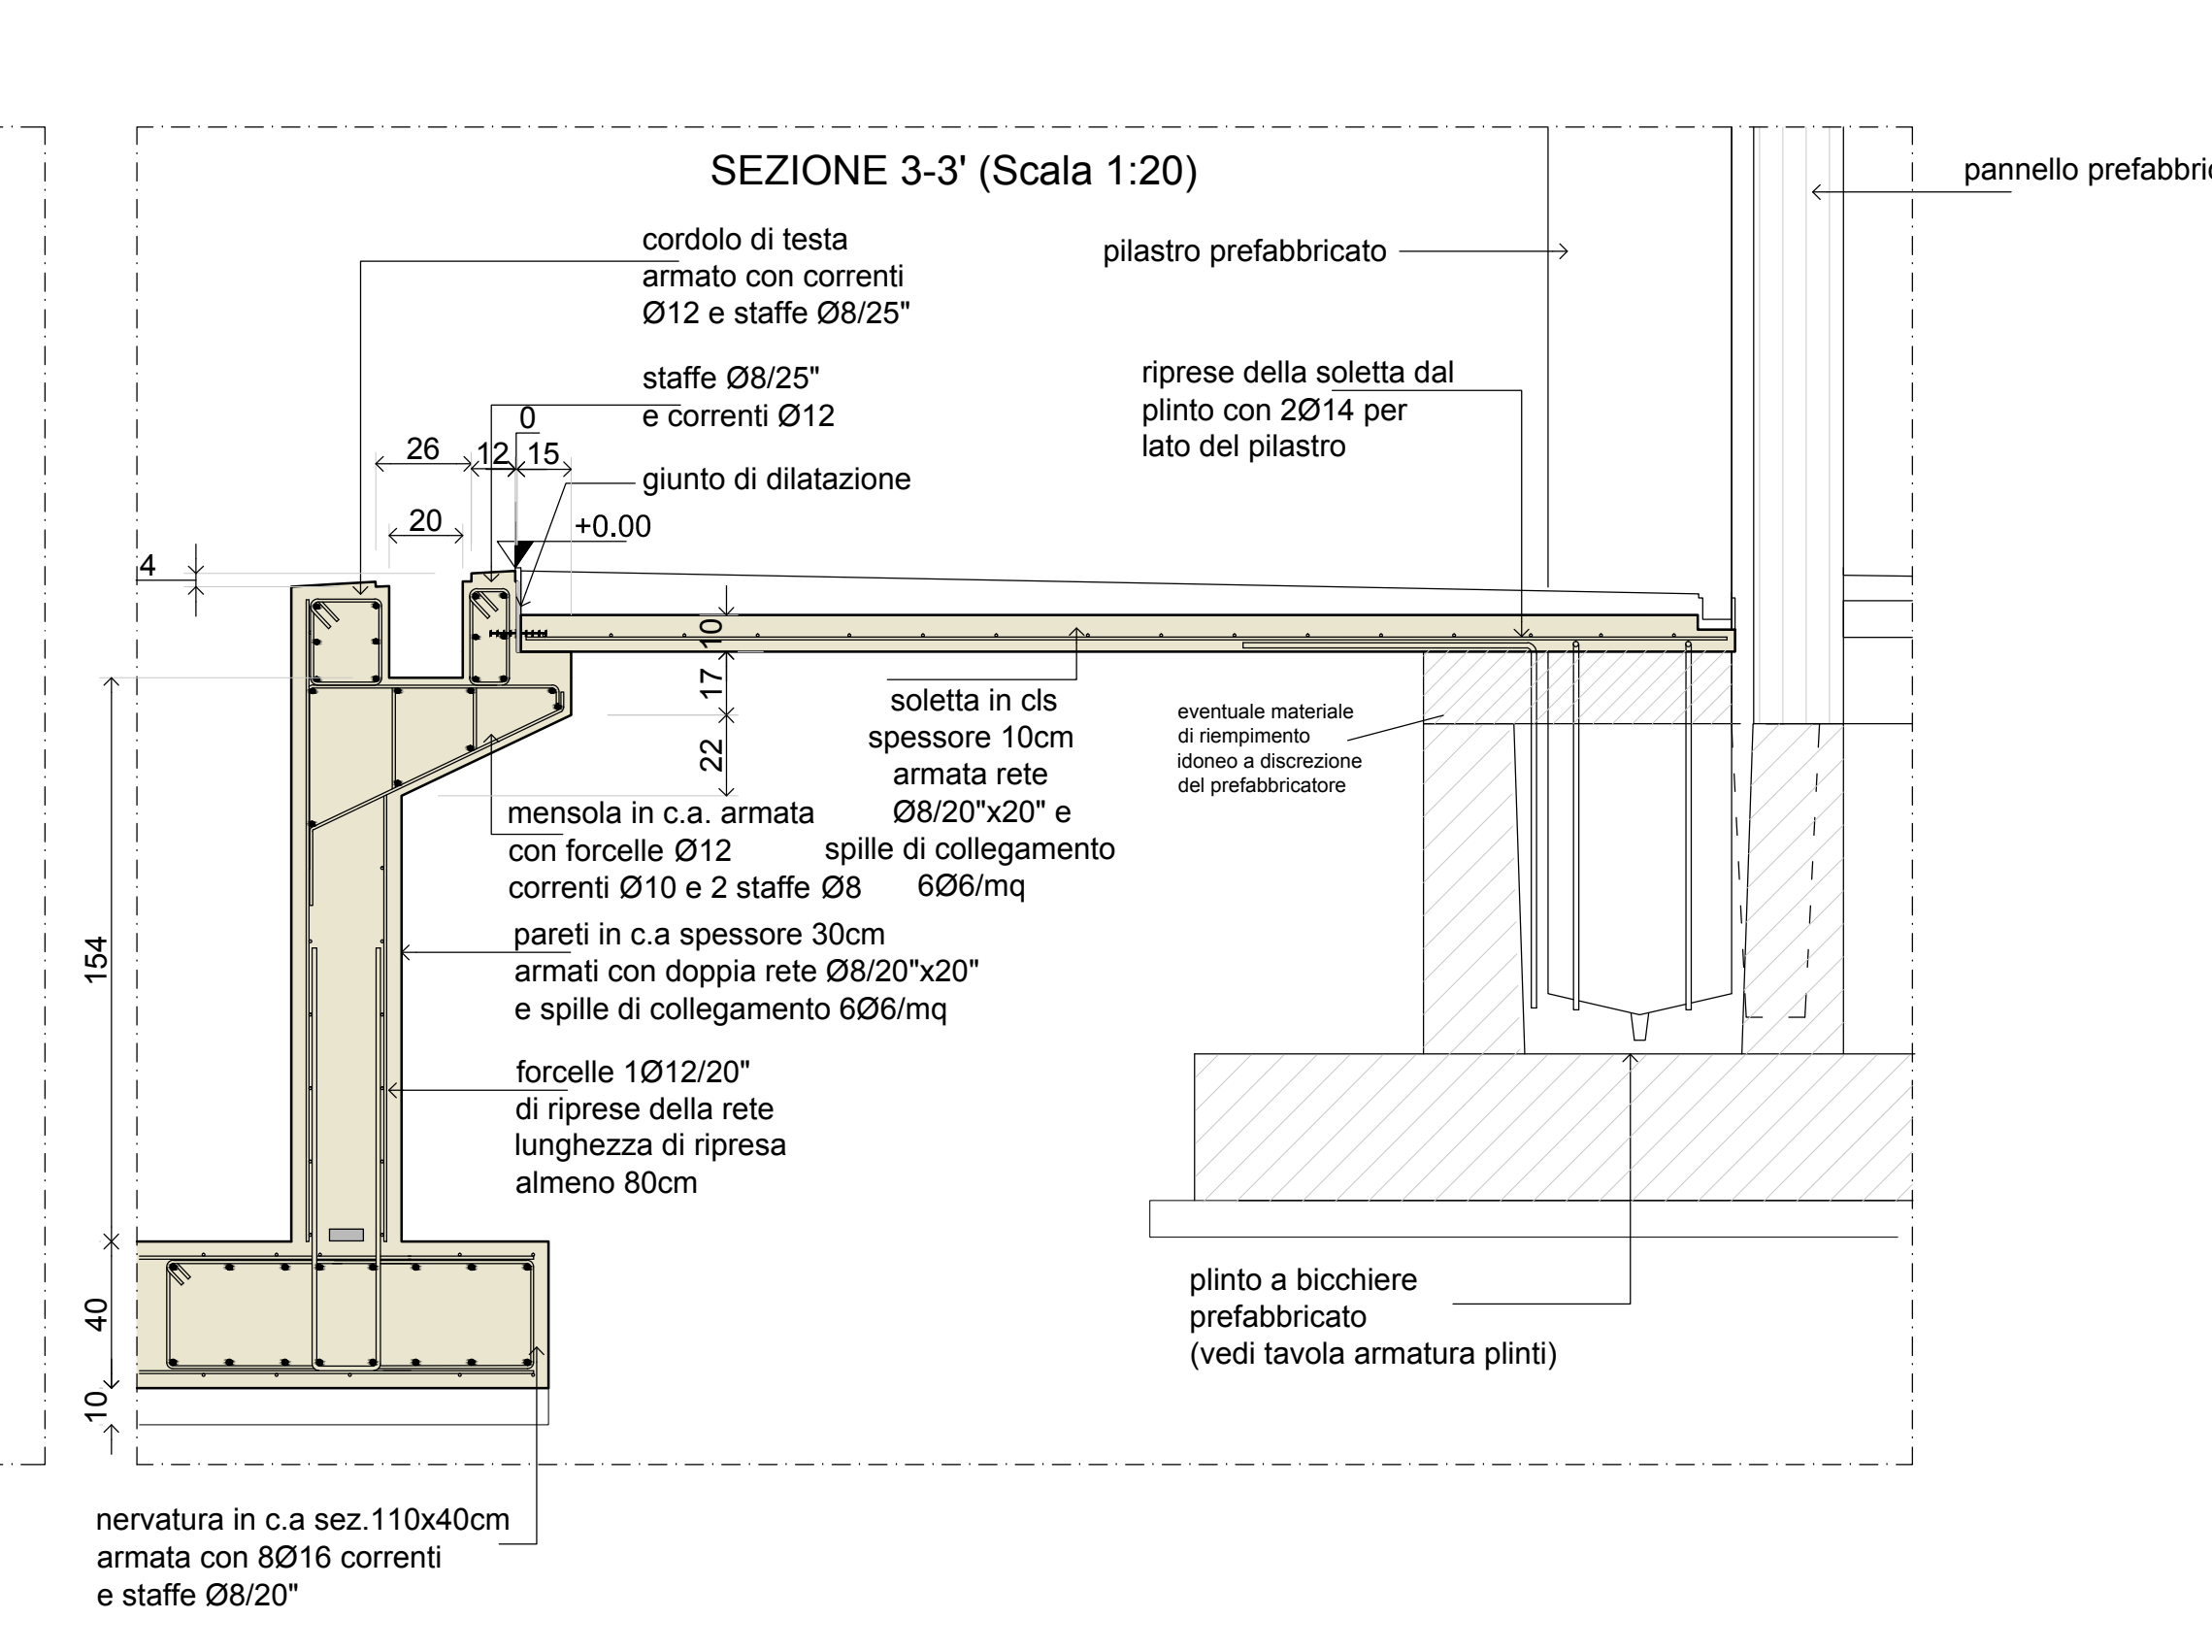 SEZIONE 3-3' (Scala 1:20)
pannello prefabbric
cordolo di testa
armato con correnti
Ø12 e staffe Ø8/25"
pilastro prefabbricato
staffe Ø8/25"
e correnti Ø12
riprese della soletta dal
plinto con 2Ø14 per
lato del pilastro
0
26
12
15
giunto di dilatazione
20
+0.00
4
10
17
22
soletta in cls
spessore 10cm
armata rete
Ø8/20"x20" e
spille di collegamento
6Ø6/mq
eventuale materiale
di riempimento
idoneo a discrezione
del prefabbricatore
mensola in c.a. armata
con forcelle Ø12
correnti Ø10 e 2 staffe Ø8
pareti in c.a spessore 30cm
armati con doppia rete Ø8/20"x20"
e spille di collegamento 6Ø6/mq
154
forcelle 1Ø12/20"
di riprese della rete
lunghezza di ripresa
almeno 80cm
40
10
plinto a bicchiere
prefabbricato
(vedi tavola armatura plinti)
nervatura in c.a sez.110x40cm
armata con 8Ø16 correnti
e staffe Ø8/20"